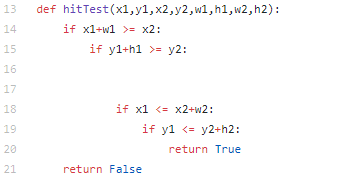 13 def hitTest(x1,y1,x2,y2,w1,h1,w2,h2):
14     if x1+w1 >= x2:
15         if y1+h1 >= y2:
16
17
18             if x1 <= x2+w2:
19                 if y1 <= y2+h2:
20                     return True
21     return False